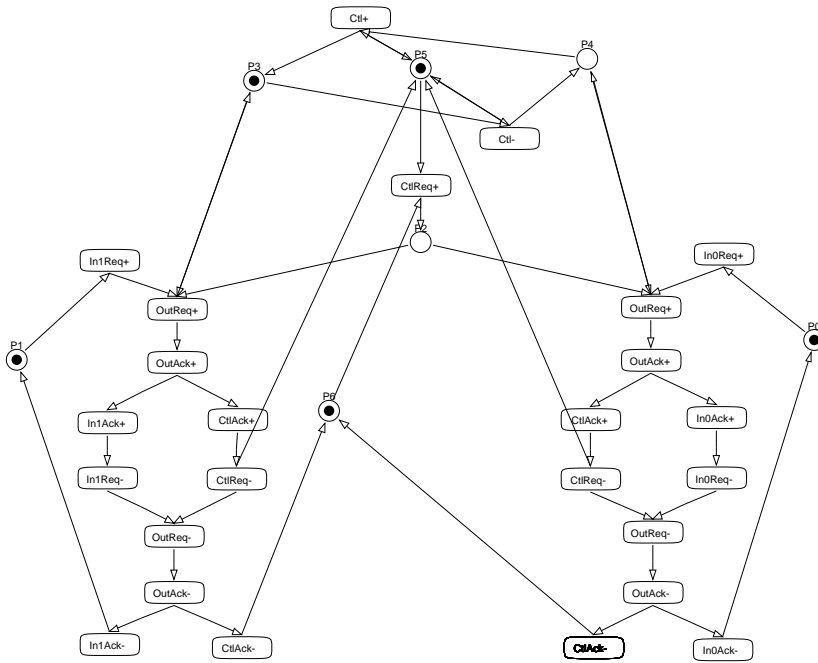 Ctl+
P5
P4
P3
Ctl-
CtlReq+
P2
In1Req+
In0Req+
OutReq+
OutReq+
P1
P0
OutAck+
OutAck+
P6
In1Ack+
CtlAck+
CtlAck+
In0Ack+
In1Req-
CtlReq-
CtlReq-
In0Req-
OutReq-
OutReq-
OutAck-
OutAck-
In1Ack-
CtlAck-
CtlAck-
In0Ack-